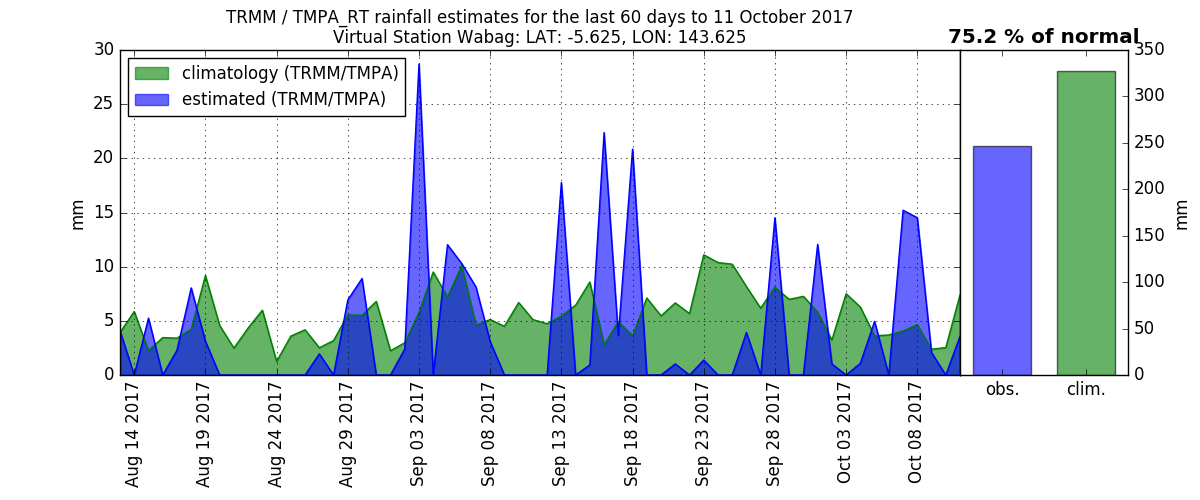 TRMM / TMPA_RT rainfall estimates for the last 60 days to 11 October 2017
Virtual Station Wabag: LAT: -5.625, LON: 143.625
75.2 % of normal
climatology (TRMM/TMPA)
estimated (TRMM/TMPA)
30
25
20
15
10
5
0
mm
Aug 14 2017
Aug 19 2017
Aug 24 2017
Aug 29 2017
Sep 03 2017
Sep 08 2017
Sep 13 2017
Sep 18 2017
Sep 23 2017
Sep 28 2017
Oct 03 2017
Oct 08 2017
350
300
250
200
150
100
50
0
mm
obs.
clim.